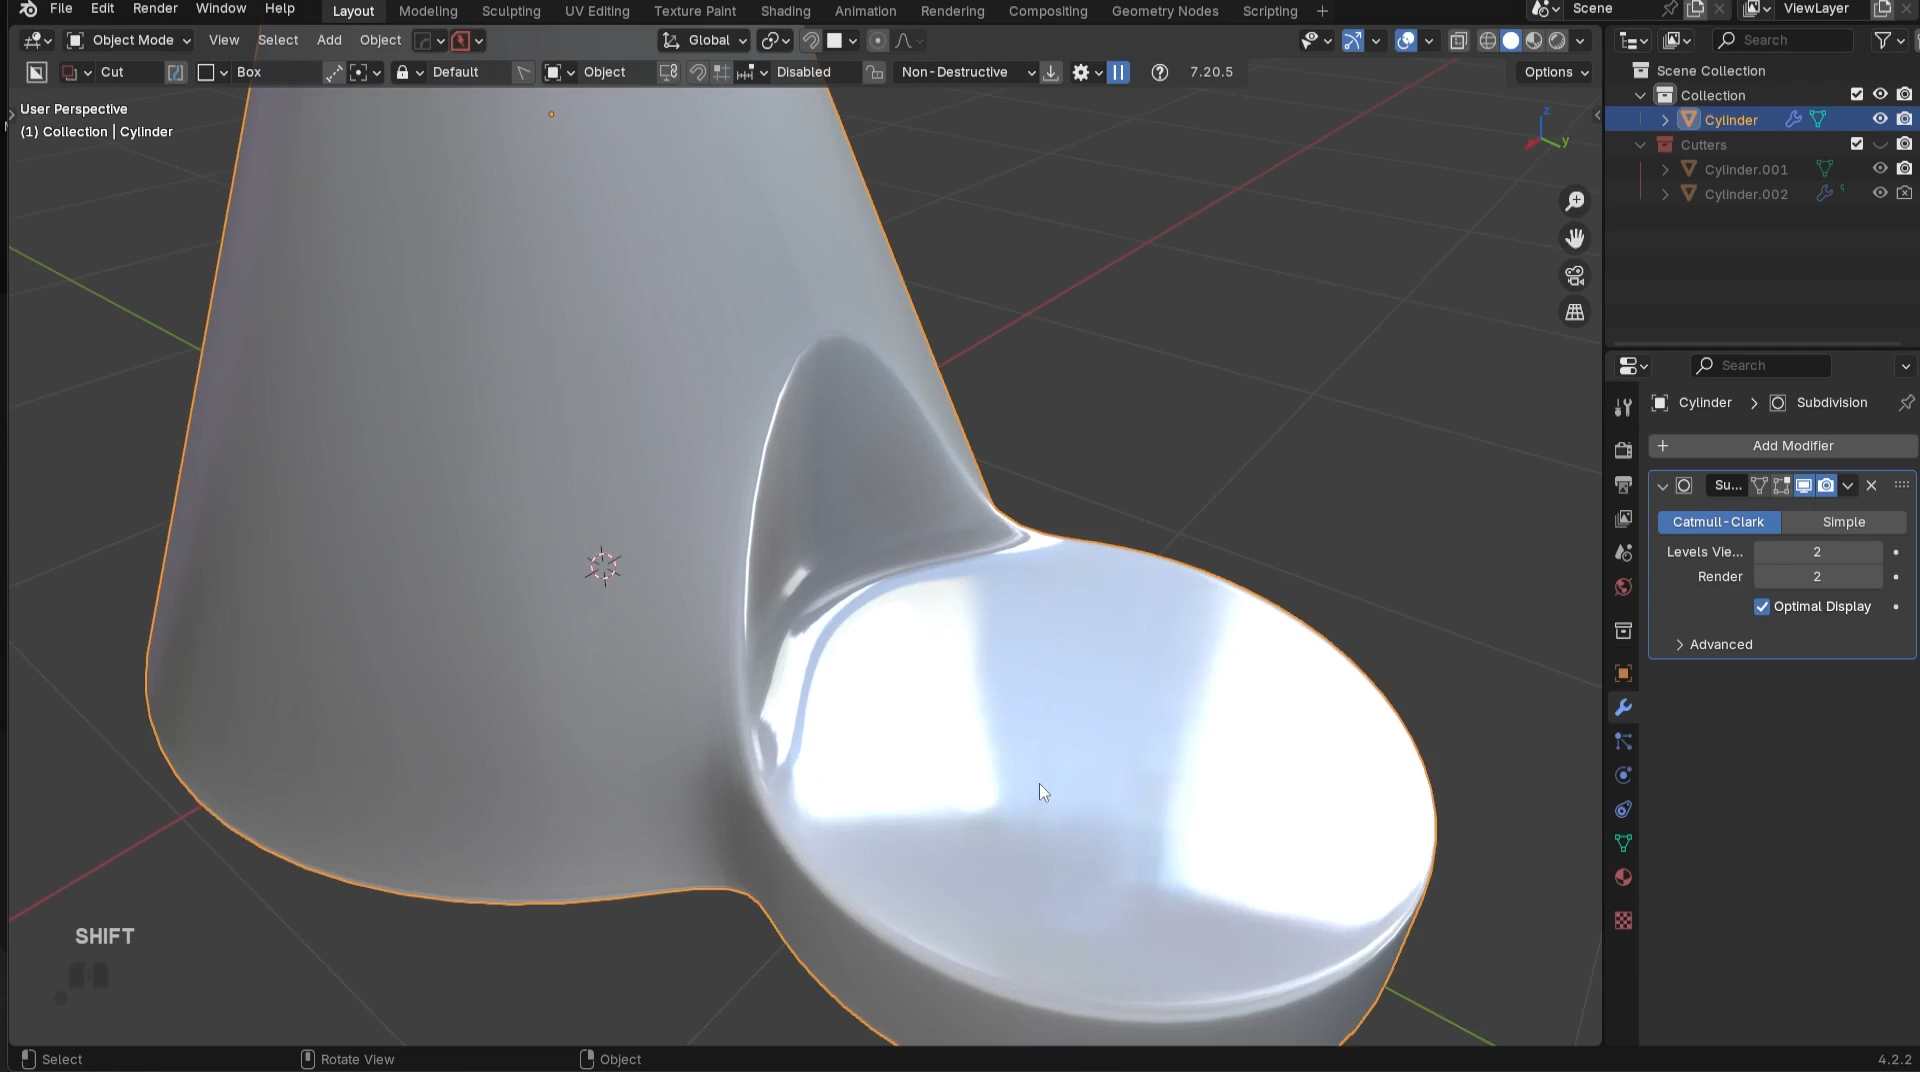 File Edit Render Window Help Layout Modeling Sculpting UV Editing Texture Paint Shading Animation Rendering Compositing Geometry Nodes Scripting + Scene ViewLayer
Object Mode View Select Add Object Global Search
Cut Box Default Object Disabled Non-Destructive 7.20.5 Options
User Perspective
(1) Collection | Cylinder
Z
y
Scene Collection
Collection
Cylinder
Cutters
Cylinder.001
Cylinder.002
Search
Cylinder > Subdivision
+ Add Modifier
Su...
Catmull-Clark Simple
Levels Vie... 2
Render 2
Optimal Display
Advanced
SHIFT
Select Rotate View Object 4.2.2